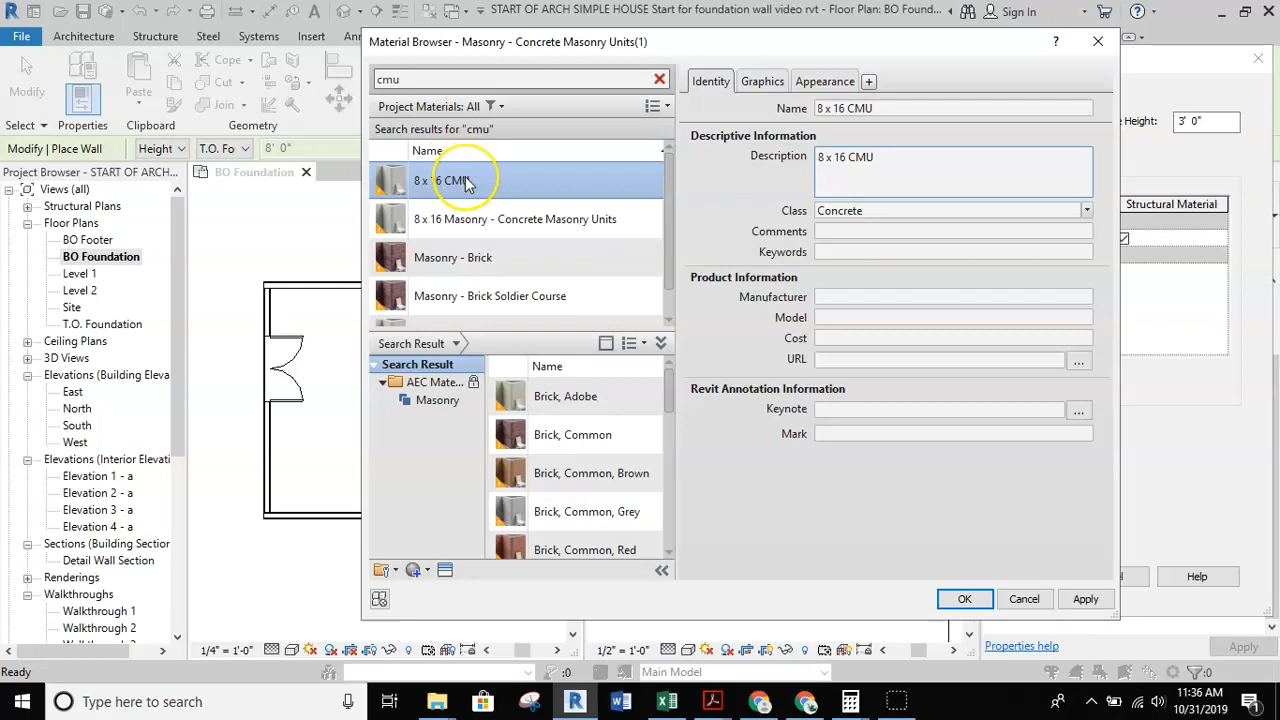 START OF ARCH SIMPLE HOUSE Start for foundation wall video rvt - Floor Plan: BO Found...
Sign In
File
Architecture
Structure
Steel
Systems
Insert
Material Browser - Masonry - Concrete Masonry Units(1)
?
cmu
Project Materials: All
Search results for "cmu"
Name
8 x 16 CMU
8 x 16 Masonry - Concrete Masonry Units
Masonry - Brick
Masonry - Brick Soldier Course
Search Result
Search Result
AEC Mate...
Masonry
Name
Brick, Adobe
Brick, Common
Brick, Common, Brown
Brick, Common, Grey
Brick, Common, Red
Identity
Graphics
Appearance
Name
8 x 16 CMU
Descriptive Information
Description
8 x 16 CMU
Class
Concrete
Comments
Keywords
Product Information
Manufacturer
Model
Cost
URL
...
Revit Annotation Information
Keynote
...
Mark
OK
Cancel
Apply
Modify
Paste
Cope
Cut
Join
Select
Properties
Clipboard
Geometry
Modify | Place Wall
Height
T.O. Fo
8' 0"
Project Browser - START OF ARCH...
BO Foundation
Views (all)
Structural Plans
Floor Plans
BO Footer
BO Foundation
Level 1
Level 2
Site
T.O. Foundation
Ceiling Plans
3D Views
Elevations (Building Eleva
East
North
South
West
Elevations (Interior Elevati
Elevation 1 - a
Elevation 2 - a
Elevation 3 - a
Elevation 4 - a
Sections (Building Section
Detail Wall Section
Renderings
Walkthroughs
Walkthrough 1
Walkthrough 2
Height:
3' 0"
Structural Material
Help
Properties help
Apply
1/4" = 1'-0"
1/2" = 1'-0"
Ready
:0
Main Model
:0
Type here to search
11:36 AM
10/31/2019